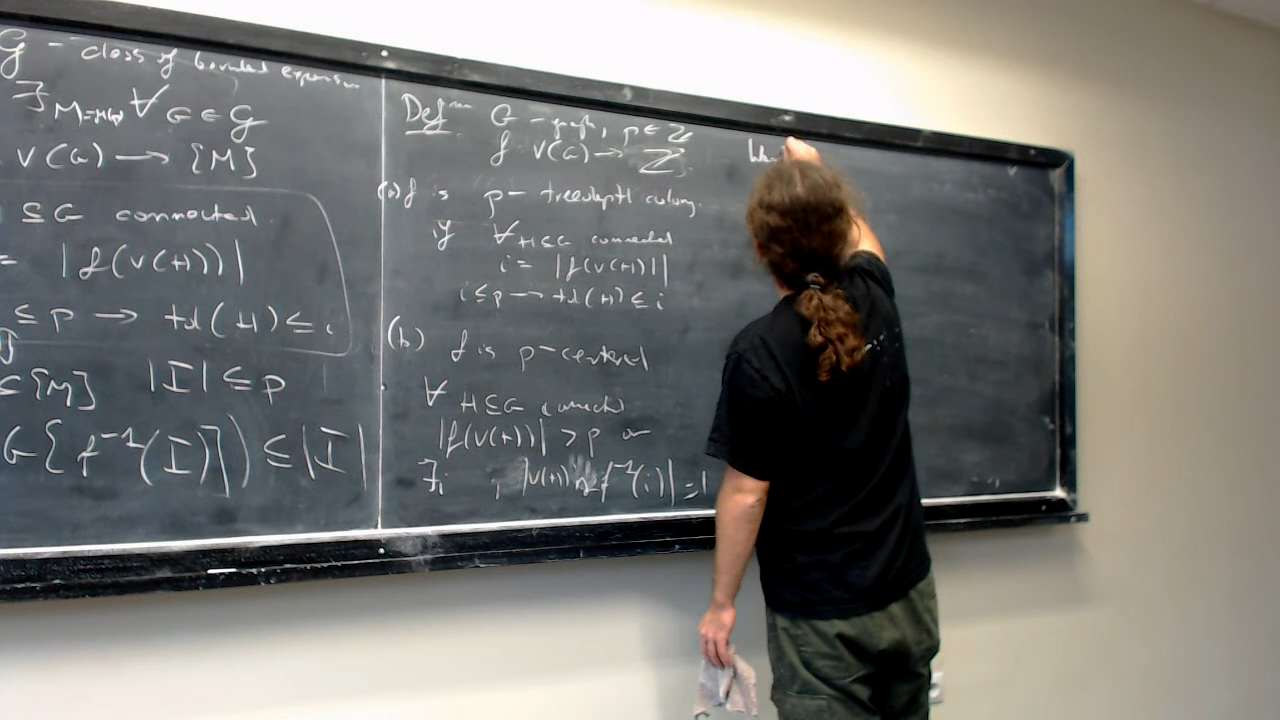 G - class of bounded expansion
∃ M=M(p) ∀ G ∈ G
V(G) → [M]
⊆ G connected
= |f(V(H))|
≤ p → td(H) ≤ i
⊆ [M] |I| ≤ p
G[f⁻¹(I)]) ≤ |I|
Def G - graph, p ∈ Z
f V(G) → Z
(a) f is p-treedepth coloring
if ∀ H ⊆ G connected
i = |f(V(H))|
i ≤ p → td(H) ≤ i
(b) f is p-centered
∀ H ⊆ G connected
|f(V(H))| > p or
∃i , |V(H) ∩ f⁻¹(i)| = 1